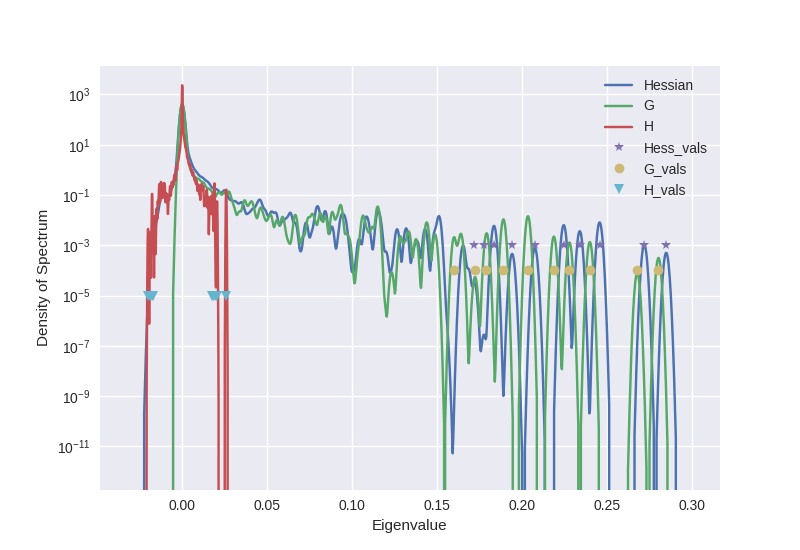 Hessian
G
H
Hess_vals
G_vals
H_vals
10³
10¹
10⁻¹
10⁻³
10⁻⁵
10⁻⁷
10⁻⁹
10⁻¹¹
Density of Spectrum
0.00 0.05 0.10 0.15 0.20 0.25 0.30
Eigenvalue